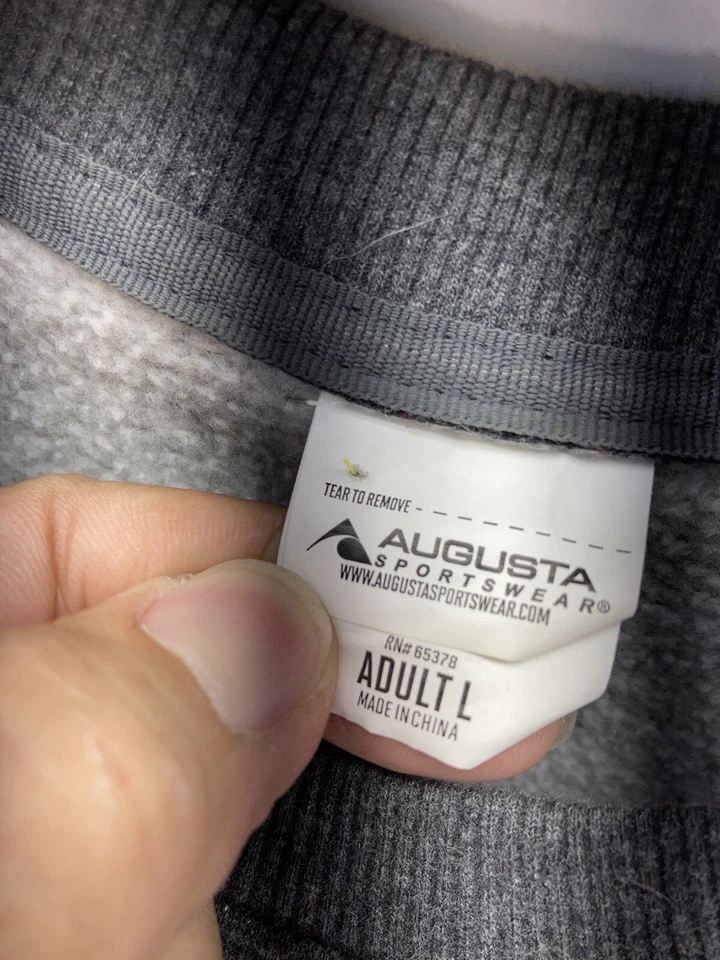 TEAR TO REMOVE
AUGUSTA
SPORTSWEAR®
WWW.AUGUSTASPORTSWEAR.COM
RN# 65378
ADULT L
MADE IN CHINA